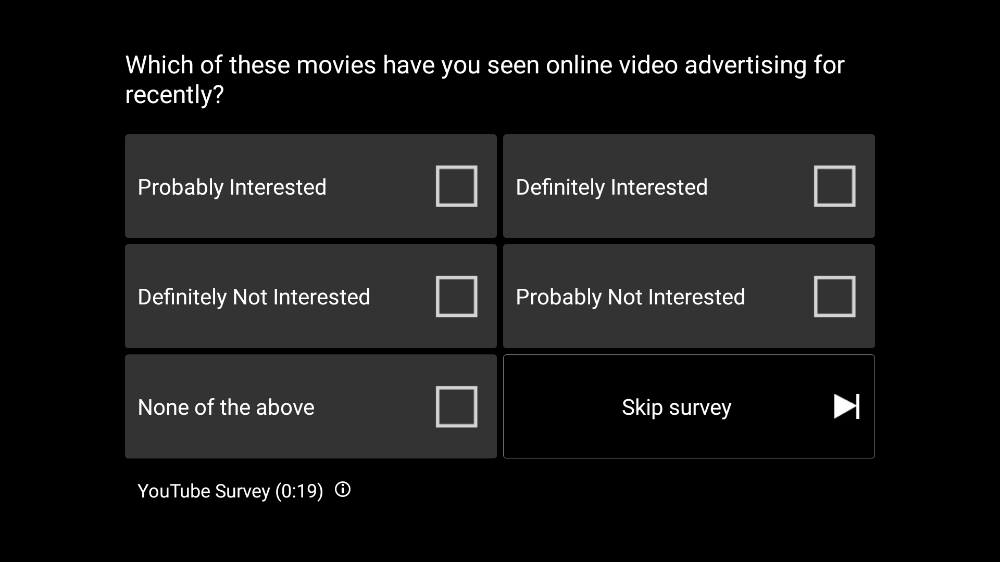 Which of these movies have you seen online video advertising for
recently?
Probably Interested
Definitely Interested
Definitely Not Interested
Probably Not Interested
None of the above
Skip survey
YouTube Survey (0:19)